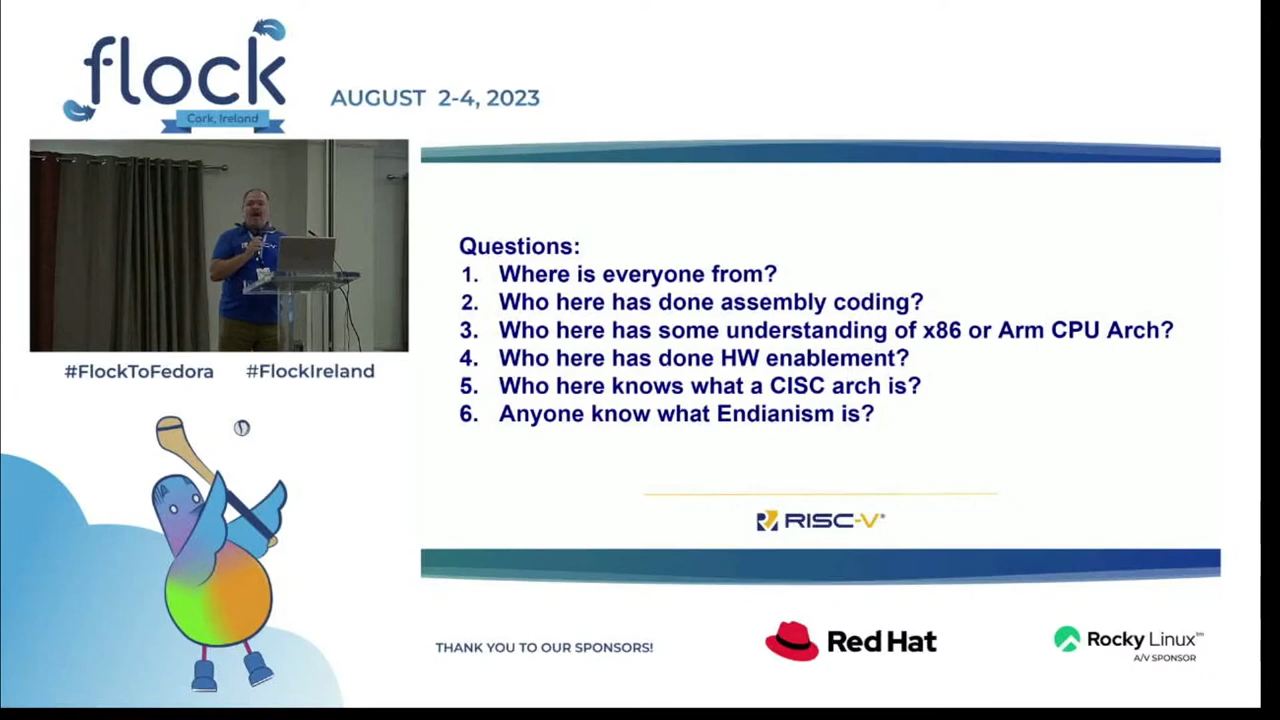 flock
Cork, Ireland
AUGUST 2-4, 2023
RISC-V
#FlockToFedora #FlockIreland
Questions:
1. Where is everyone from?
2. Who here has done assembly coding?
3. Who here has some understanding of x86 or Arm CPU Arch?
4. Who here has done HW enablement?
5. Who here knows what a CISC arch is?
6. Anyone know what Endianism is?
RISC-V®
THANK YOU TO OUR SPONSORS!
Red Hat
Rocky Linux™
A/V SPONSOR